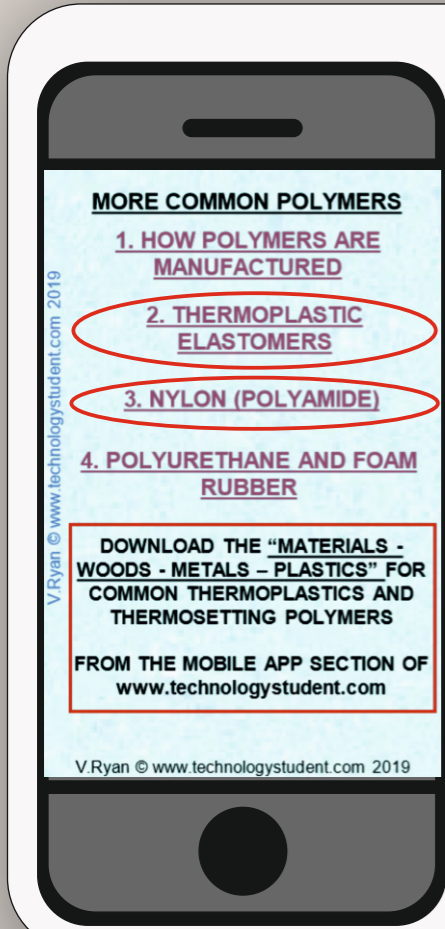 MORE COMMON POLYMERS
1. HOW POLYMERS ARE
MANUFACTURED
2. THERMOPLASTIC
ELASTOMERS
3. NYLON (POLYAMIDE)
4. POLYURETHANE AND FOAM
RUBBER
DOWNLOAD THE “MATERIALS -
WOODS - METALS – PLASTICS” FOR
COMMON THERMOPLASTICS AND
THERMOSETTING POLYMERS
FROM THE MOBILE APP SECTION OF
www.technologystudent.com
V.Ryan © www.technologystudent.com 2019
V.Ryan © www.technologystudent.com 2019